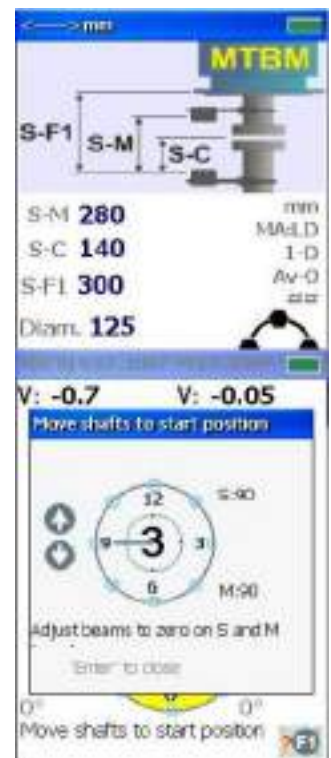 <----> mm
MTBM
S-F1
S-M
S-C
S-M 280
S-C 140
S-F1 300
Diam. 125
mm
MA:LD
1-D
Av-0
V: -0.7 V: -0.05
Move shafts to start position
12
9 3 3
6
S:90
M:90
Adjust beams to zero on S and M
'Enter' to close
0° 0°
Move shafts to start position
F1